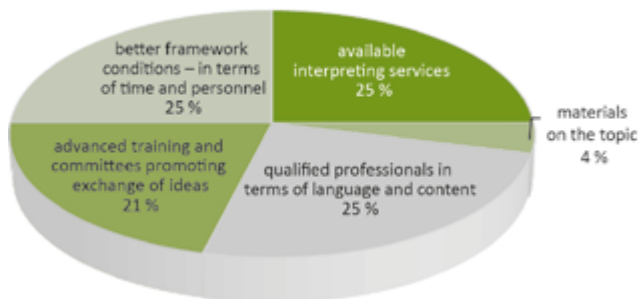 better framework
conditions – in terms
of time and personnel
25 %
available
interpreting services
25 %
materials
on the topic
4 %
advanced training and
committees promoting
exchange of ideas
21 %
qualified professionals in
terms of language and content
25 %